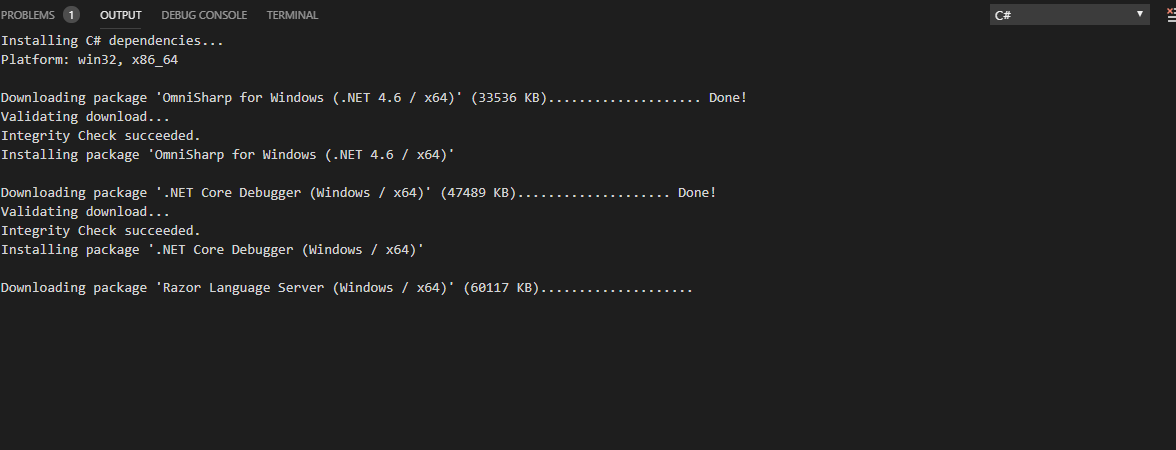 PROBLEMS 1 OUTPUT DEBUG CONSOLE TERMINAL C#
Installing C# dependencies...
Platform: win32, x86_64
Downloading package 'OmniSharp for Windows (.NET 4.6 / x64)' (33536 KB).................... Done!
Validating download...
Integrity Check succeeded.
Installing package 'OmniSharp for Windows (.NET 4.6 / x64)'
Downloading package '.NET Core Debugger (Windows / x64)' (47489 KB).................... Done!
Validating download...
Integrity Check succeeded.
Installing package '.NET Core Debugger (Windows / x64)'
Downloading package 'Razor Language Server (Windows / x64)' (60117 KB)....................